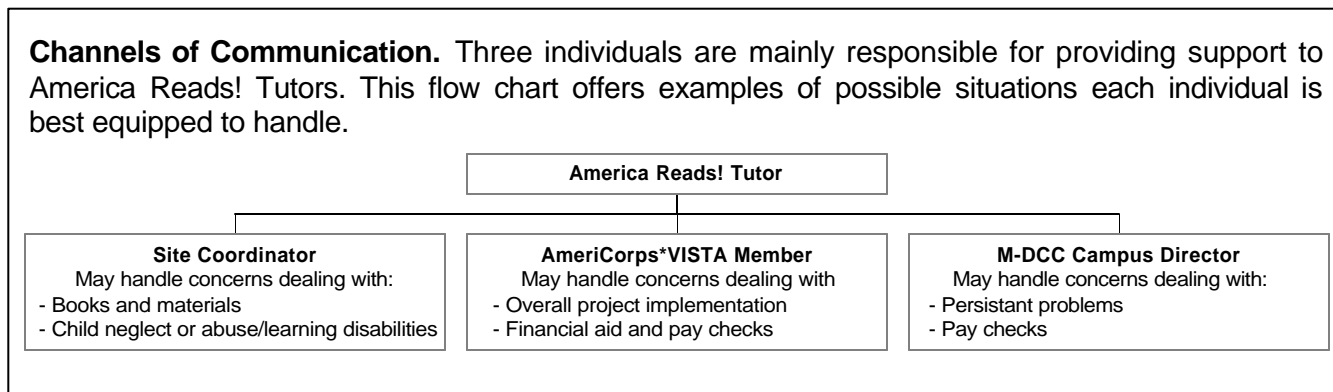 Channels of Communication. Three individuals are mainly responsible for providing support to
America Reads! Tutors. This flow chart offers examples of possible situations each individual is
best equipped to handle.
America Reads! Tutor
Site Coordinator
May handle concerns dealing with:
- Books and materials
- Child neglect or abuse/learning disabilities
AmeriCorps*VISTA Member
May handle concerns dealing with
- Overall project implementation
- Financial aid and pay checks
M-DCC Campus Director
May handle concerns dealing with:
- Persistant problems
- Pay checks